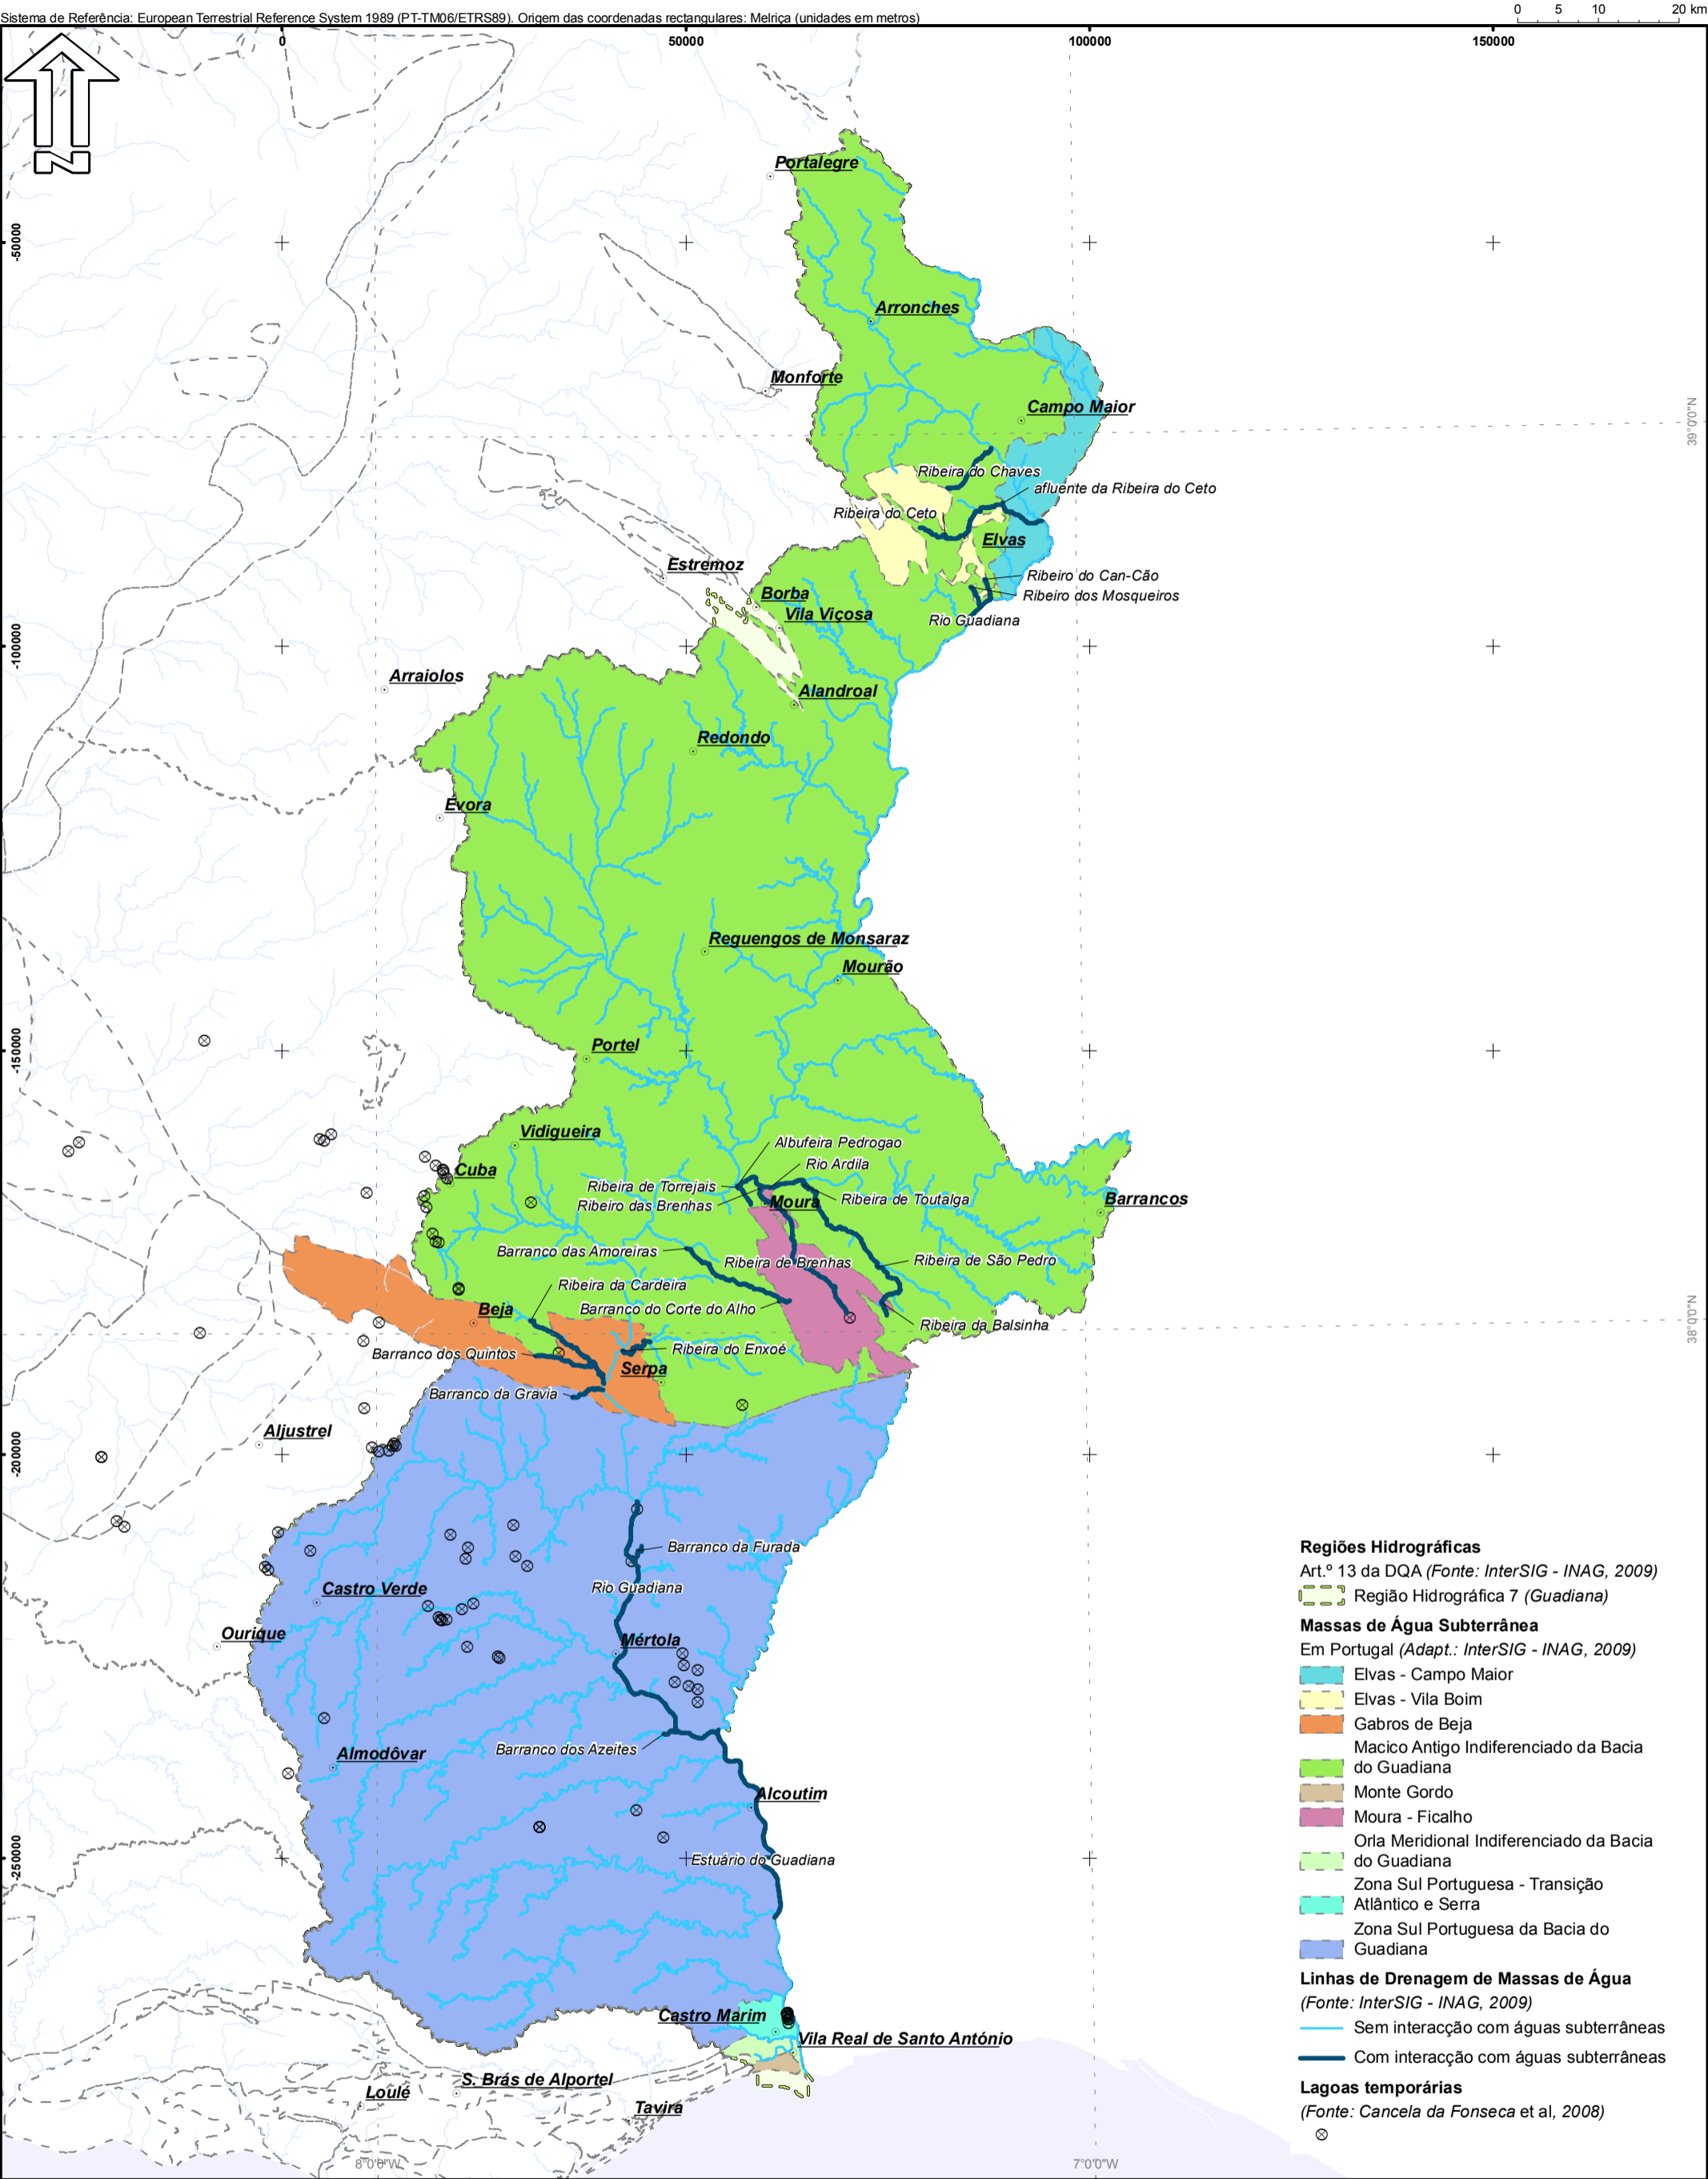 Sistema de Referência: European Terrestrial Reference System 1989 (PT-TM06/ETRS89). Origem das coordenadas rectangulares: Melriça (unidades em metros)
0 5 10 20 km
0 50000 100000 150000
N
Portalegre
-50000
Arronches
Monforte
Campo Maior
39°0'0"N
Ribeira do Chaves
afluente da Ribeira do Ceto
Ribeira do Ceto
Elvas
Estremoz
Ribeiro do Can-Cão
Borba
Ribeiro dos Mosqueiros
Vila Viçosa
Rio Guadiana
-100000
Arraiolos
Alandroal
Redondo
Évora
Reguengos de Monsaraz
Mourão
Portel
-150000
Vidigueira
Albufeira Pedrogao
Rio Ardila
Cuba
Ribeira de Torrejais
Ribeira de Toutalga
Barrancos
Ribeiro das Brenhas
Moura
Barranco das Amoreiras
Ribeira de Brenhas
Ribeira de São Pedro
Ribeira da Cardeira
Beja
Barranco do Corte do Alho
Ribeira da Balsinha
38°0'0"N
Barranco dos Quintos
Ribeira do Enxoé
Serpa
Barranco da Gravia
Aljustrel
-200000
Barranco da Furada
Rio Guadiana
Castro Verde
Ourique
Mértola
Barranco dos Azeites
Almodôvar
Alcoutim
-250000
Estuário do Guadiana
Castro Marim
Vila Real de Santo António
S. Brás de Alportel
Loulé
Tavira
8°0'0"W 7°0'0"W
Regiões Hidrográficas
Art.º 13 da DQA (Fonte: InterSIG - INAG, 2009)
Região Hidrográfica 7 (Guadiana)
Massas de Água Subterrânea
Em Portugal (Adapt.: InterSIG - INAG, 2009)
Elvas - Campo Maior
Elvas - Vila Boim
Gabros de Beja
Macico Antigo Indiferenciado da Bacia
do Guadiana
Monte Gordo
Moura - Ficalho
Orla Meridional Indiferenciado da Bacia
do Guadiana
Zona Sul Portuguesa - Transição
Atlântico e Serra
Zona Sul Portuguesa da Bacia do
Guadiana
Linhas de Drenagem de Massas de Água
(Fonte: InterSIG - INAG, 2009)
Sem interacção com águas subterrâneas
Com interacção com águas subterrâneas
Lagoas temporárias
(Fonte: Cancela da Fonseca et al, 2008)